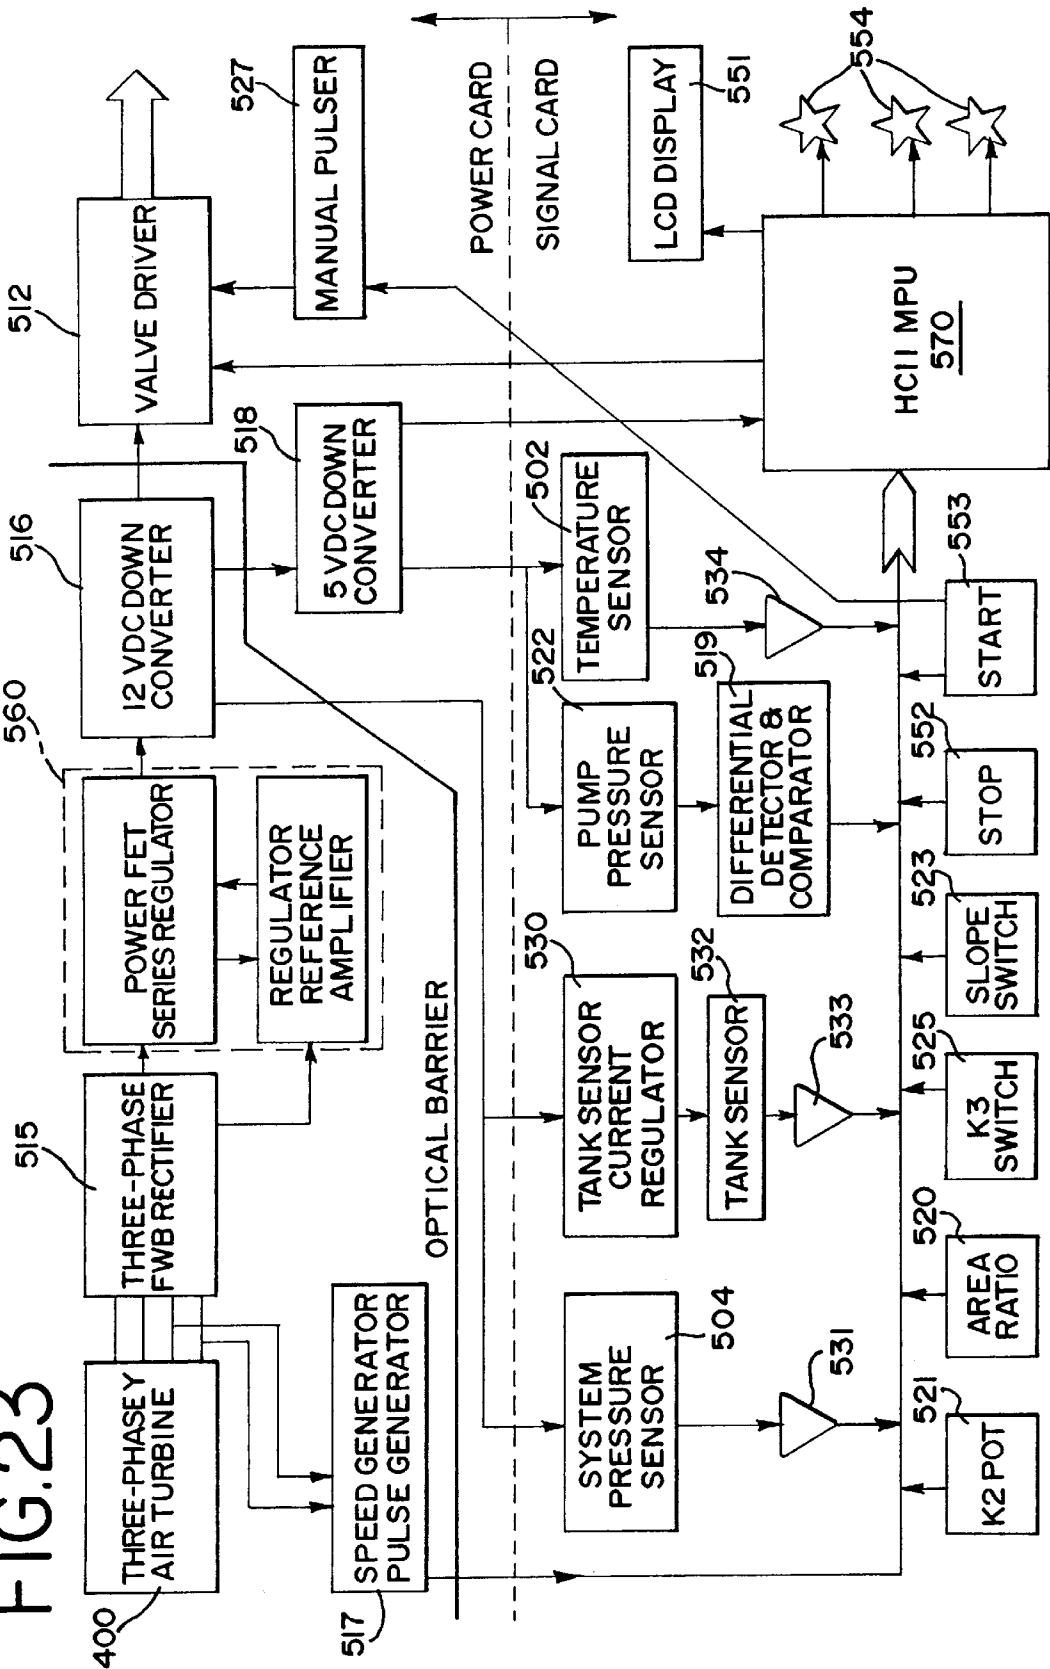 FIG.23
400
THREE-PHASEY
AIR TURBINE
515
THREE-PHASE
FWB RECTIFIER
560
POWER FET
SERIES REGULATOR
REGULATOR
REFERENCE
AMPLIFIER
516
12 VDC DOWN
CONVERTER
512
VALVE DRIVER
517
SPEED GENERATOR
PULSE GENERATOR
518
5 VDC DOWN
CONVERTER
527
MANUAL PULSER
OPTICAL BARRIER
POWER CARD
SIGNAL CARD
SYSTEM
PRESSURE
SENSOR
504
530
TANK SENSOR
CURRENT
REGULATOR
522
PUMP
PRESSURE
SENSOR
502
TEMPERATURE
SENSOR
LCD DISPLAY
551
532
TANK SENSOR
519
DIFFERENTIAL
DETECTOR &
COMPARATOR
534
531
533
HC11 MPU
570
554
521
K2 POT
520
AREA
RATIO
525
K3
SWITCH
523
SLOPE
SWITCH
552
STOP
553
START